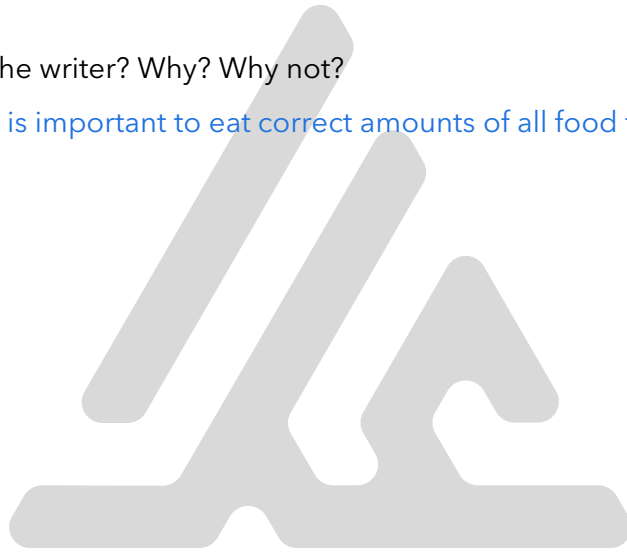 he writer? Why? Why not?
is important to eat correct amounts of all food